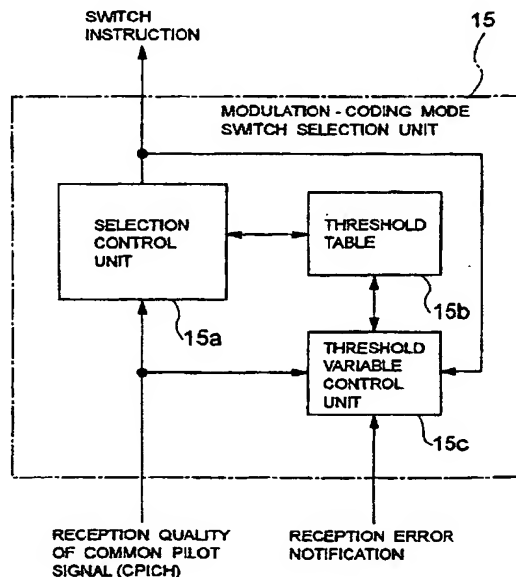 SWITCH
INSTRUCTION
15
MODULATION - CODING MODE
SWITCH SELECTION UNIT
SELECTION
CONTROL
UNIT
15a
THRESHOLD
TABLE
15b
THRESHOLD
VARIABLE
CONTROL
UNIT
15c
RECEPTION QUALITY
OF COMMON PILOT
SIGNAL (CPICH)
RECEPTION ERROR
NOTIFICATION